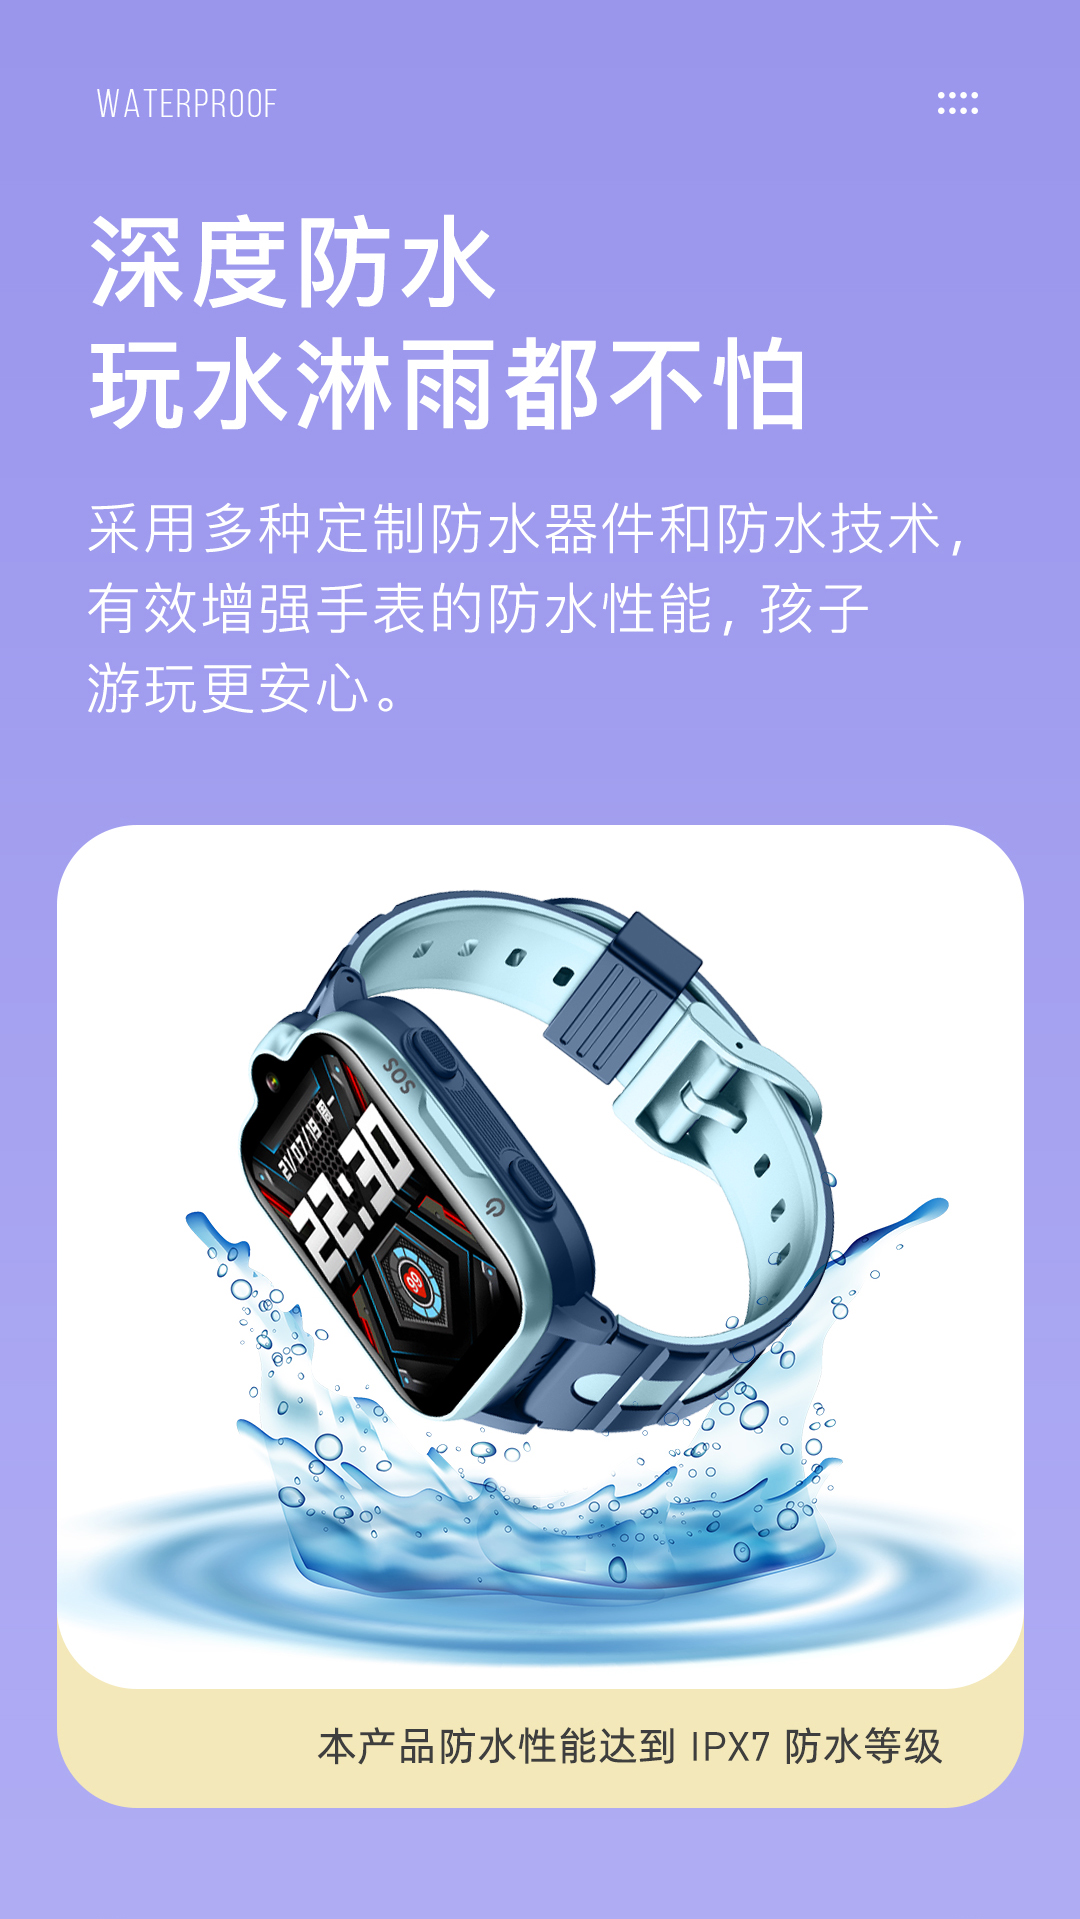 WATERPROOF
深度防水
玩水淋雨都不怕
采用多种定制防水器件和防水技术，
有效增强手表的防水性能，孩子
游玩更安心。
SOS
21/07/19
22:30
99
本产品防水性能达到 IPX7 防水等级